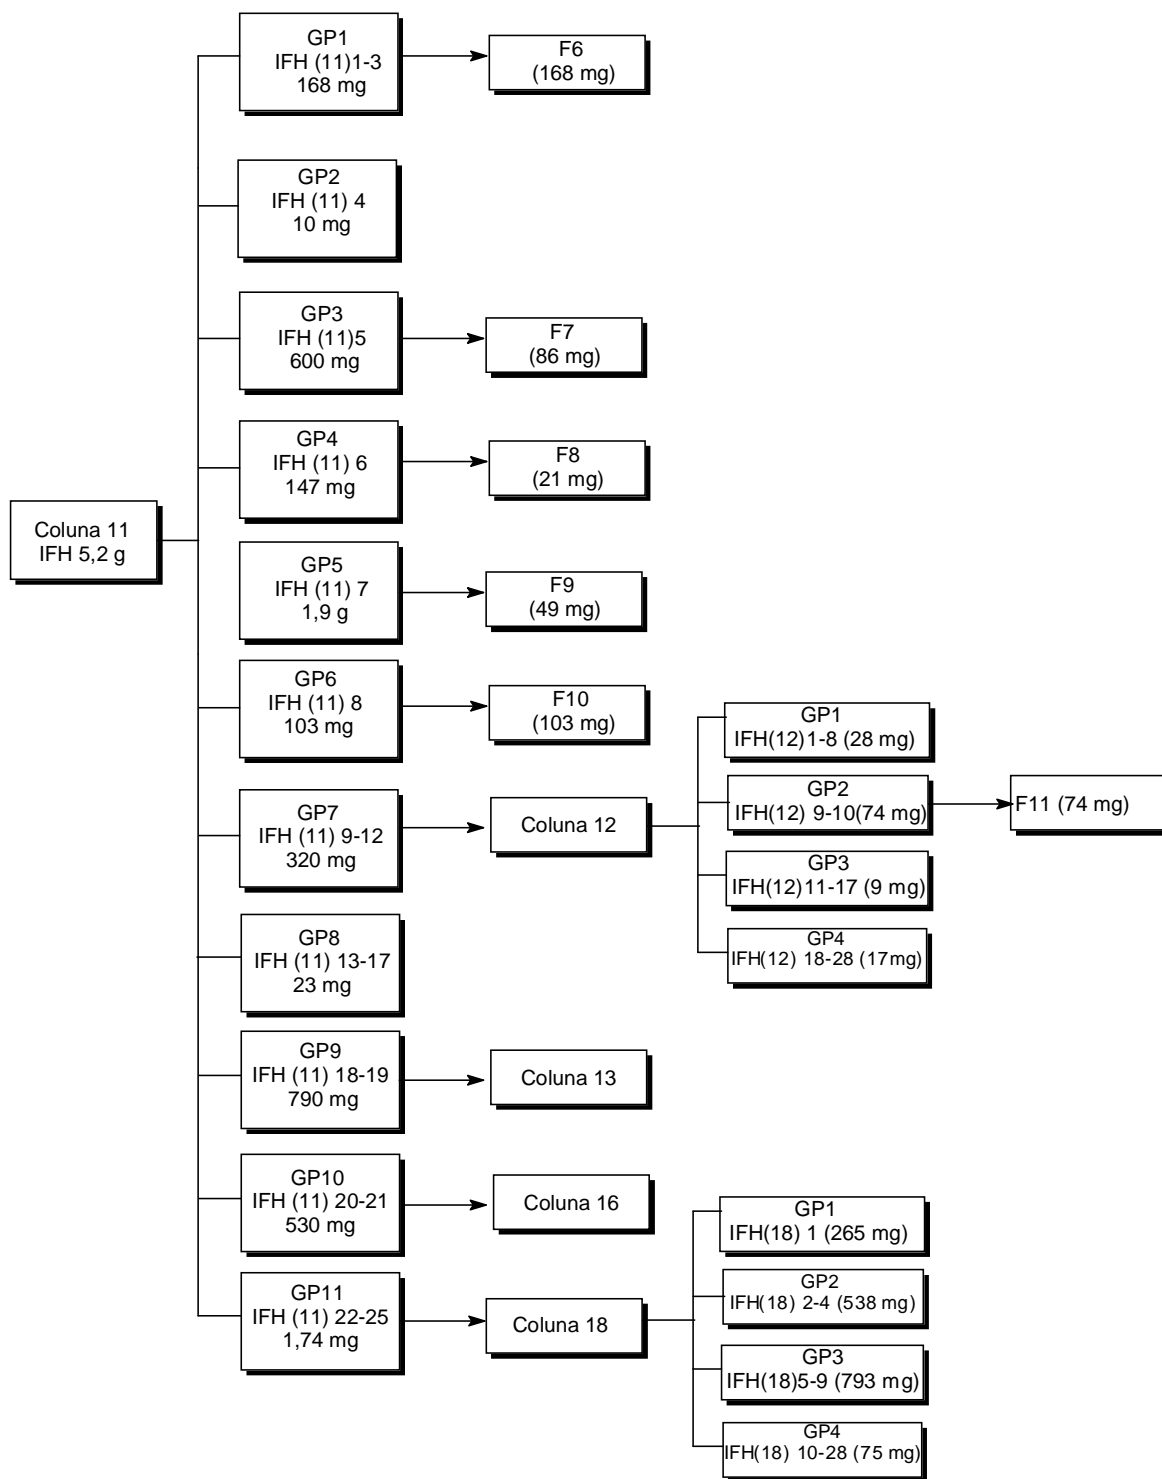 Coluna 11
IFH 5,2 g
GP1
IFH (11)1-3
168 mg
F6
(168 mg)
GP2
IFH (11) 4
10 mg
GP3
IFH (11)5
600 mg
F7
(86 mg)
GP4
IFH (11) 6
147 mg
F8
(21 mg)
GP5
IFH (11) 7
1,9 g
F9
(49 mg)
GP6
IFH (11) 8
103 mg
F10
(103 mg)
GP7
IFH (11) 9-12
320 mg
Coluna 12
GP1
IFH(12)1-8 (28 mg)
GP2
IFH(12) 9-10(74 mg)
F11 (74 mg)
GP3
IFH(12)11-17 (9 mg)
GP4
IFH(12) 18-28 (17mg)
GP8
IFH (11) 13-17
23 mg
GP9
IFH (11) 18-19
790 mg
Coluna 13
GP10
IFH (11) 20-21
530 mg
Coluna 16
GP11
IFH (11) 22-25
1,74 mg
Coluna 18
GP1
IFH(18) 1 (265 mg)
GP2
IFH(18) 2-4 (538 mg)
GP3
IFH(18)5-9 (793 mg)
GP4
IFH(18) 10-28 (75 mg)